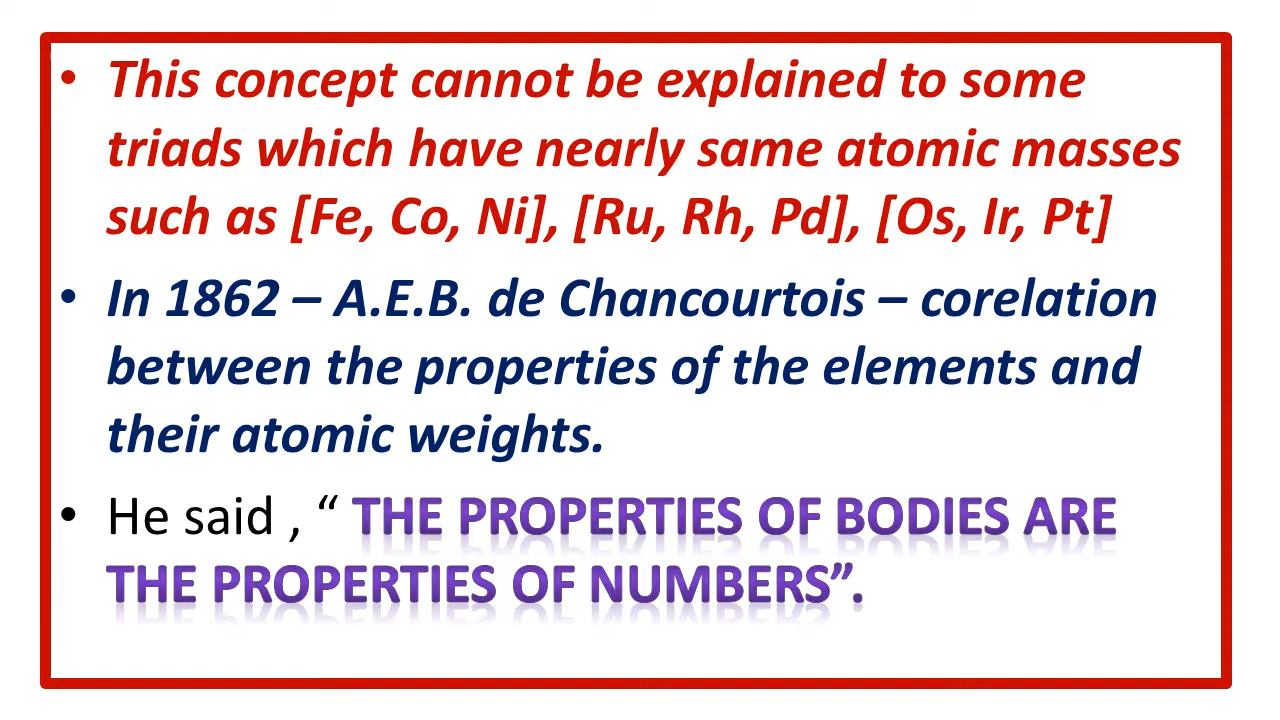 • This concept cannot be explained to some
triads which have nearly same atomic masses
such as [Fe, Co, Ni], [Ru, Rh, Pd], [Os, Ir, Pt]
• In 1862 – A.E.B. de Chancourtois – corelation
between the properties of the elements and
their atomic weights.
• He said , “ THE PROPERTIES OF BODIES ARE
THE PROPERTIES OF NUMBERS”.